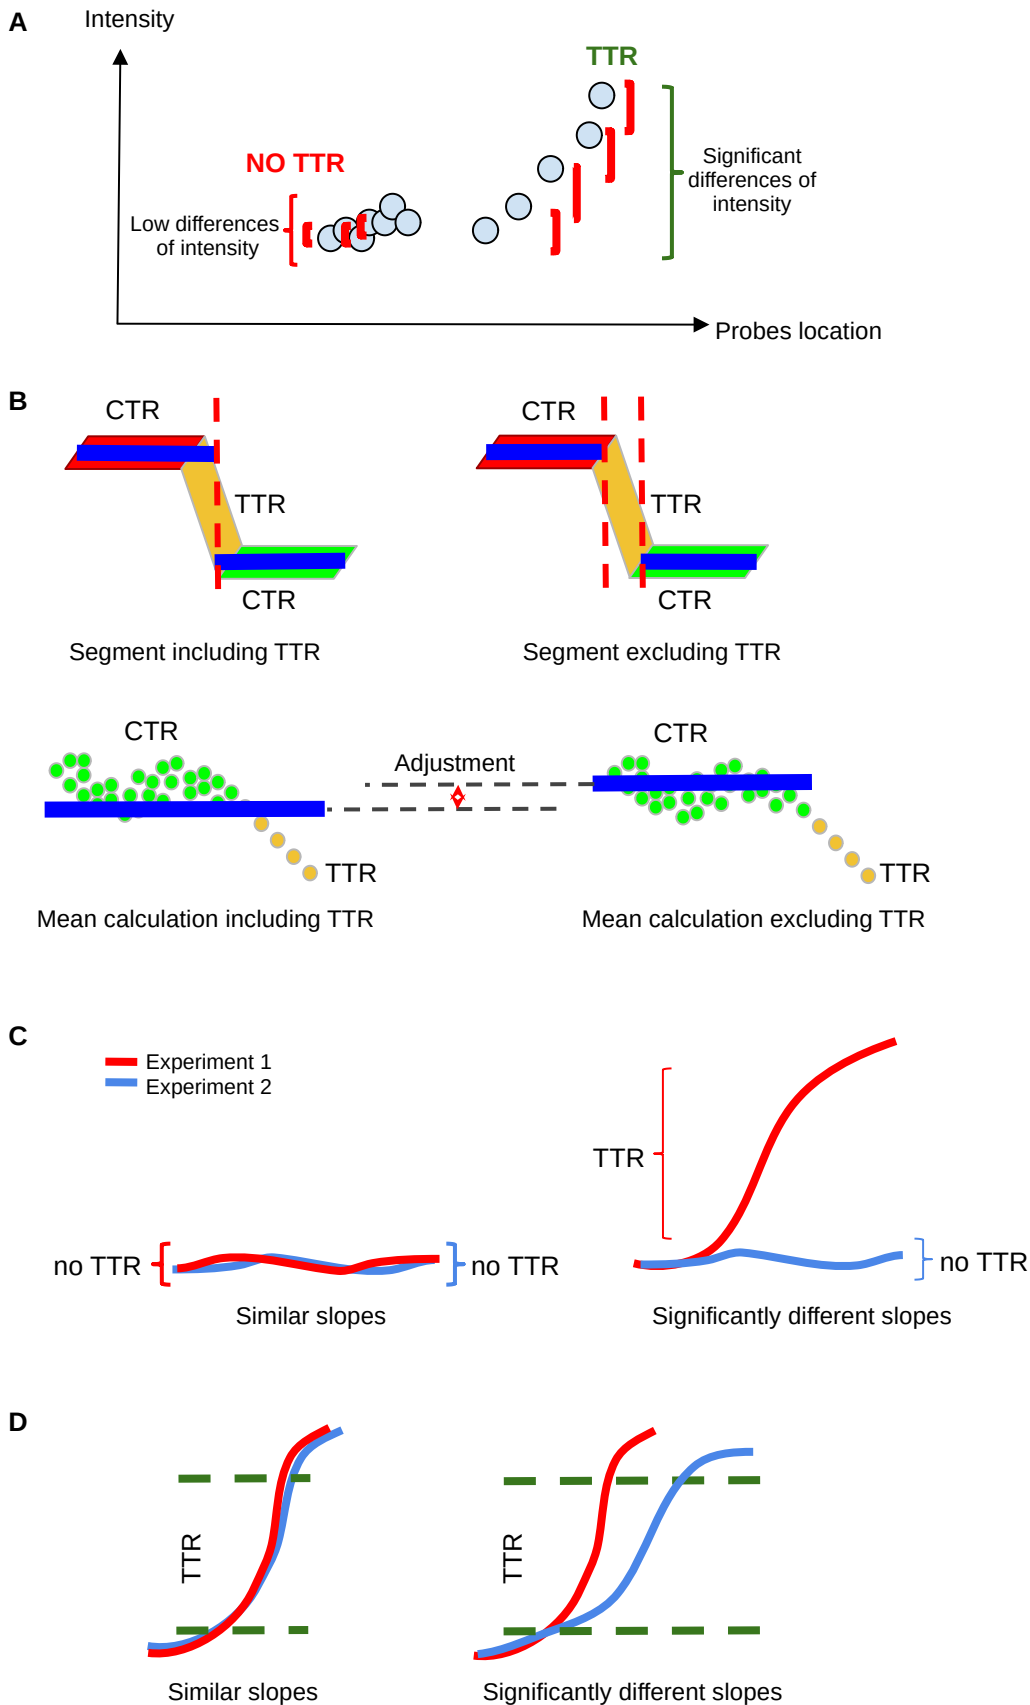 A
Intensity
TTR
NO TTR
Significant
differences of
intensity
Low differences
of intensity
Probes location
B
CTR
CTR
TTR
TTR
CTR
CTR
Segment including TTR
Segment excluding TTR
CTR
CTR
Adjustment
TTR
TTR
Mean calculation including TTR
Mean calculation excluding TTR
C
Experiment 1
Experiment 2
TTR
no TTR
no TTR
no TTR
Similar slopes
Significantly different slopes
D
TTR
TTR
Similar slopes
Significantly different slopes